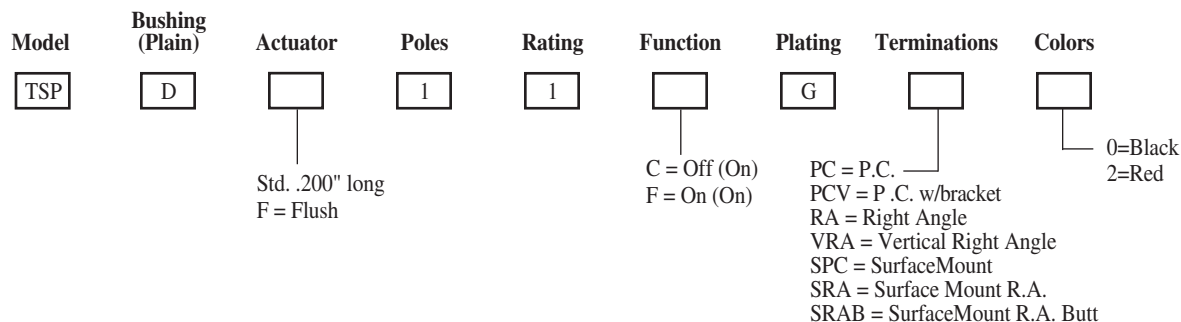 Model Bushing (Plain) Actuator Poles Rating Function Plating Terminations Colors
TSP D 1 1 G
Std. .200" long
F = Flush
C = Off (On)
F = On (On)
PC = P.C.
PCV = P .C. w/bracket
RA = Right Angle
VRA = Vertical Right Angle
SPC = SurfaceMount
SRA = Surface Mount R.A.
SRAB = SurfaceMount R.A. Butt
0=Black
2=Red